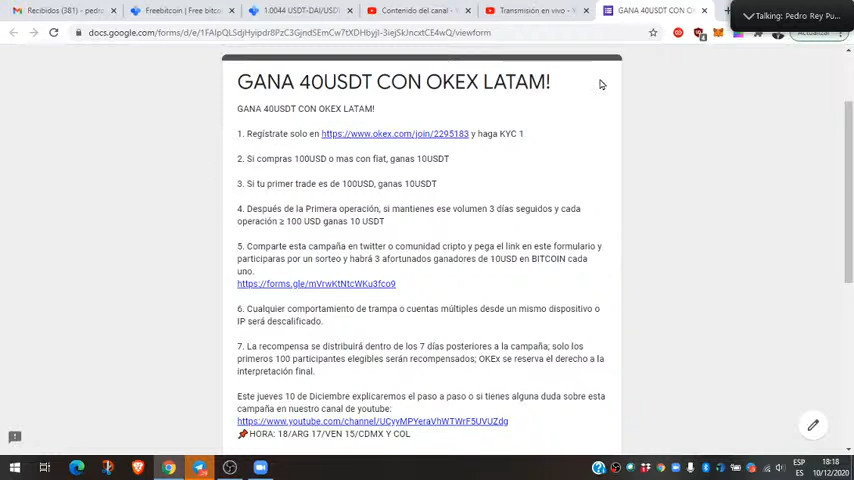 Recibidos (381) - pedro
Freebitcoin | Free bitco
1.0044 USDT-DAI/USD
Contenido del canal -
Transmisión en vivo -
GANA 40USDT CON O
Talking: Pedro Rey Pu...
docs.google.com/forms/d/e/1FAIpQLSdjHyipdr8PzC3GjndSEmCw7tXDHbyjI-3iejSkJncxtCE4wQ/viewform
Actualizar
GANA 40USDT CON OKEX LATAM!
GANA 40USDT CON OKEX LATAM!
1. Regístrate solo en https://www.okex.com/join/2295183 y haga KYC 1
2. Si compras 100USD o mas con fiat, ganas 10USDT
3. Si tu primer trade es de 100USD, ganas 10USDT
4. Después de la Primera operación, si mantienes ese volumen 3 días seguidos y cada
operación ≥ 100 USD ganas 10 USDT
5. Comparte esta campaña en twitter o comunidad cripto y pega el link en este formulario y
participaras por un sorteo y habrá 3 afortunados ganadores de 10USD en BITCOIN cada
uno.
https://forms.gle/mVrwKtNtcWKu3fco9
6. Cualquier comportamiento de trampa o cuentas múltiples desde un mismo dispositivo o
IP será descalificado.
7. La recompensa se distribuirá dentro de los 7 días posteriores a la campaña; solo los
primeros 100 participantes elegibles serán recompensados; OKEx se reserva el derecho a la
interpretación final.
Este jueves 10 de Diciembre explicaremos el paso a paso o si tienes alguna duda sobre esta
campaña en nuestro canal de youtube:
https://www.youtube.com/channel/UCyyMPYeraVhWTWrF5UVUZdg
📌 HORA: 18/ARG 17/VEN 15/CDMX Y COL
ESP
ES
18:18
10/12/2020